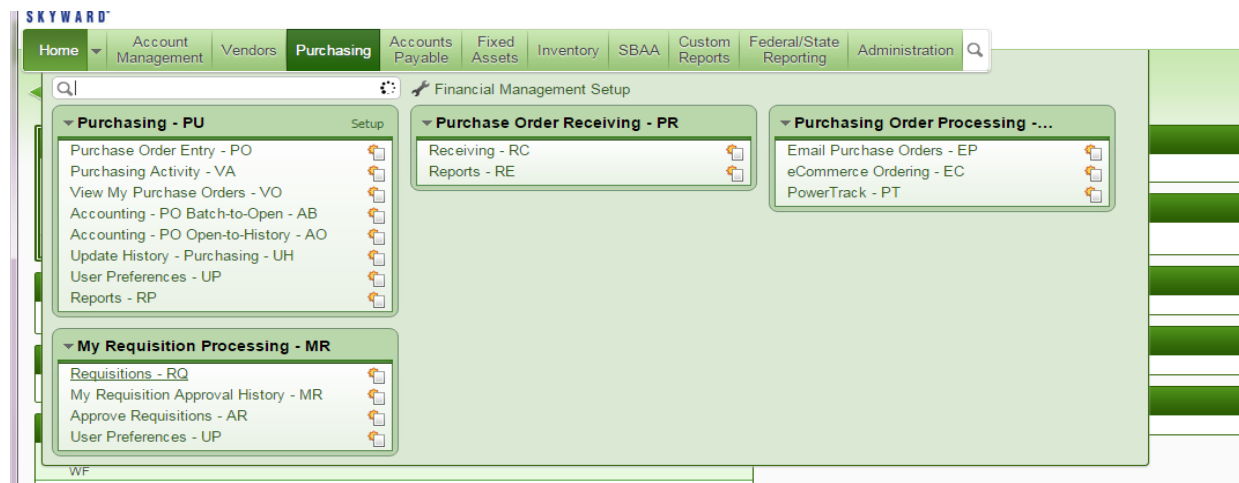 SKYWARD
Home Account Management Vendors Purchasing Accounts Payable Fixed Assets Inventory SBAA Custom Reports Federal/State Reporting Administration
Financial Management Setup
Purchasing - PU Setup
Purchase Order Entry - PO
Purchasing Activity - VA
View My Purchase Orders - VO
Accounting - PO Batch-to-Open - AB
Accounting - PO Open-to-History - AO
Update History - Purchasing - UH
User Preferences - UP
Reports - RP
My Requisition Processing - MR
Requisitions - RQ
My Requisition Approval History - MR
Approve Requisitions - AR
User Preferences - UP
Purchase Order Receiving - PR
Receiving - RC
Reports - RE
Purchasing Order Processing -...
Email Purchase Orders - EP
eCommerce Ordering - EC
PowerTrack - PT
WF